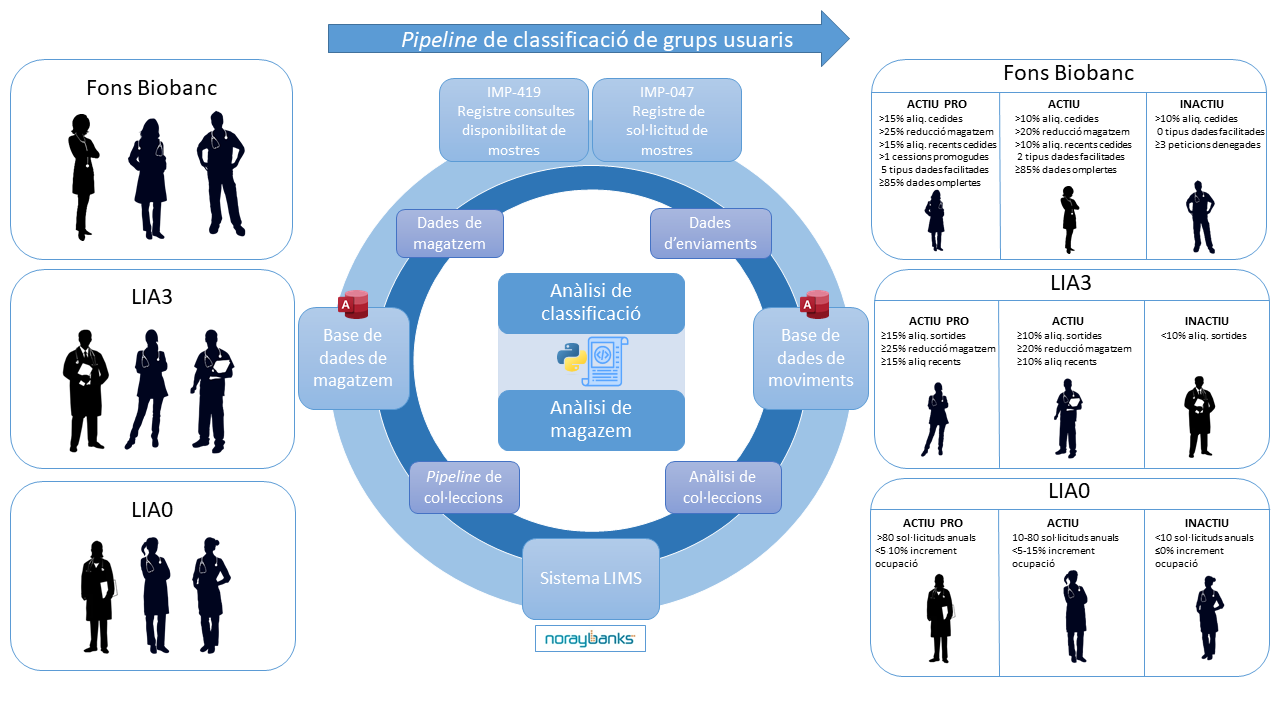 Pipeline de classificació de grups usuaris
Fons Biobanc
LIA3
LIA0
IMP-419
Registre consultes
disponibilitat de
mostres
IMP-047
Registre de
sol·licitud de
mostres
Dades de
magatzem
Dades
d'enviaments
A
Base de
dades de
magatzem
Anàlisi de
classificació
Anàlisi de
magazem
A
Base de
dades de
moviments
Pipeline de
col·leccions
Anàlisi de
col·leccions
Sistema LIMS
noraybanks
Fons Biobanc
ACTIU PRO
>15% aliq. cedides
>25% reducció magatzem
>15% aliq. recents cedides
>1 cessions promogudes
5 tipus dades facilitades
≥85% dades omplertes
ACTIU
>10% aliq. cedides
>20% reducció magatzem
>10% aliq. recents cedides
2 tipus dades facilitades
≥85% dades omplertes
INACTIU
>10% aliq. cedides
0 tipus dades facilitades
≥3 peticions denegades
LIA3
ACTIU PRO
≥15% aliq. sortides
≥25% reducció magatzem
≥15% aliq recents
ACTIU
≥10% aliq. sortides
≥20% reducció magatzem
≥10% aliq recents
INACTIU
<10% aliq. sortides
LIA0
ACTIU PRO
>80 sol·licituds anuals
<5 10% increment
ocupació
ACTIU
10-80 sol·licituds anuals
<5-15% increment
ocupació
INACTIU
<10 sol·licituds anuals
≤0% increment
ocupació